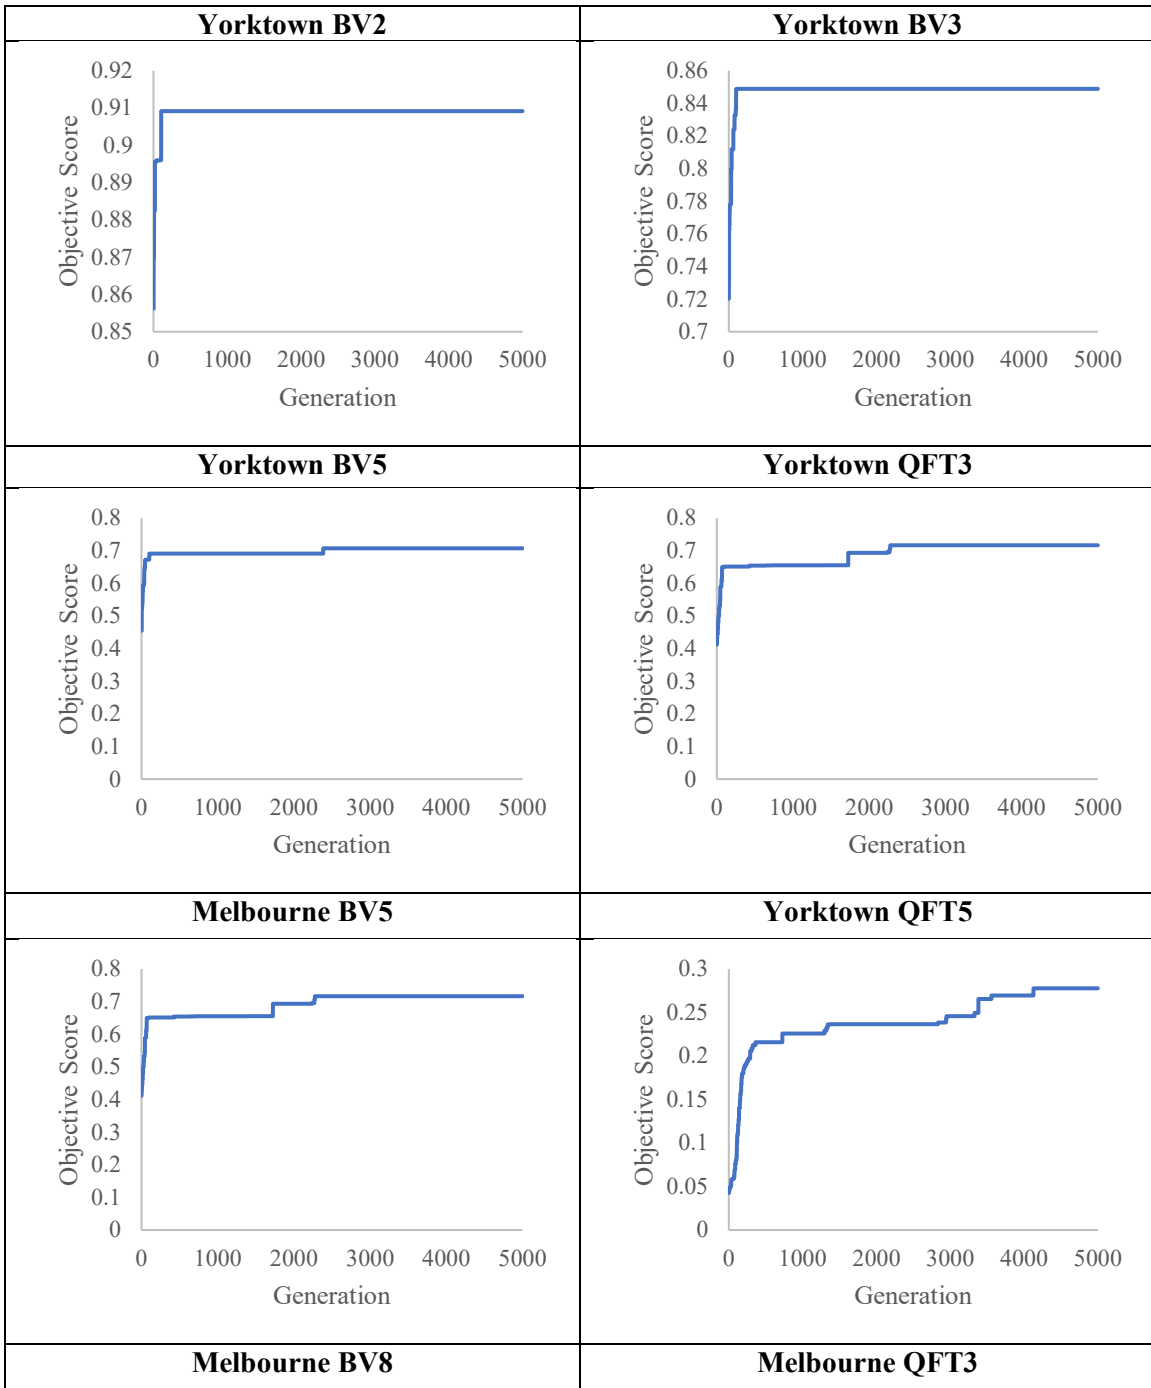 Yorktown BV2
Yorktown BV3
Objective Score
0.92
0.91
0.9
0.89
0.88
0.87
0.86
0.85
0 1000 2000 3000 4000 5000
Generation
Objective Score
0.86
0.84
0.82
0.8
0.78
0.76
0.74
0.72
0.7
0 1000 2000 3000 4000 5000
Generation
Yorktown BV5
Yorktown QFT3
Objective Score
0.8
0.7
0.6
0.5
0.4
0.3
0.2
0.1
0
0 1000 2000 3000 4000 5000
Generation
Objective Score
0.8
0.7
0.6
0.5
0.4
0.3
0.2
0.1
0
0 1000 2000 3000 4000 5000
Generation
Melbourne BV5
Yorktown QFT5
Objective Score
0.8
0.7
0.6
0.5
0.4
0.3
0.2
0.1
0
0 1000 2000 3000 4000 5000
Generation
Objective Score
0.3
0.25
0.2
0.15
0.1
0.05
0
0 1000 2000 3000 4000 5000
Generation
Melbourne BV8
Melbourne QFT3